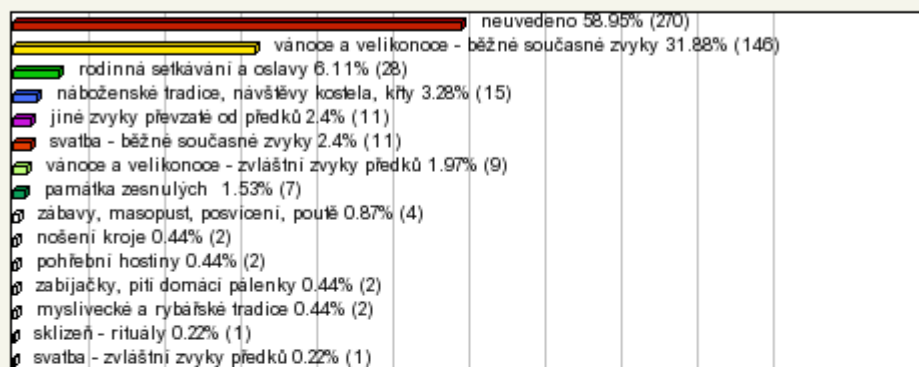 neuvedeno 58.95% (270)
vánoce a velikonoce - běžné současné zvyky 31.88% (146)
rodinná setkávání a oslavy 6.11% (28)
náboženské tradice, návštěvy kostela, křty 3.28% (15)
jiné zvyky převzaté od předků 2.4% (11)
svatba - běžné současné zvyky 2.4% (11)
vánoce a velikonoce - zvláštní zvyky předků 1.97% (9)
památka zesnulých 1.53% (7)
zábavy, masopust, posvícení, poutě 0.87% (4)
nošení kroje 0.44% (2)
pohřební hostiny 0.44% (2)
zabijačky, pití domácí pálenky 0.44% (2)
myslivecké a rybářské tradice 0.44% (2)
sklizeň - rituály 0.22% (1)
svatba - zvláštní zvyky předků 0.22% (1)